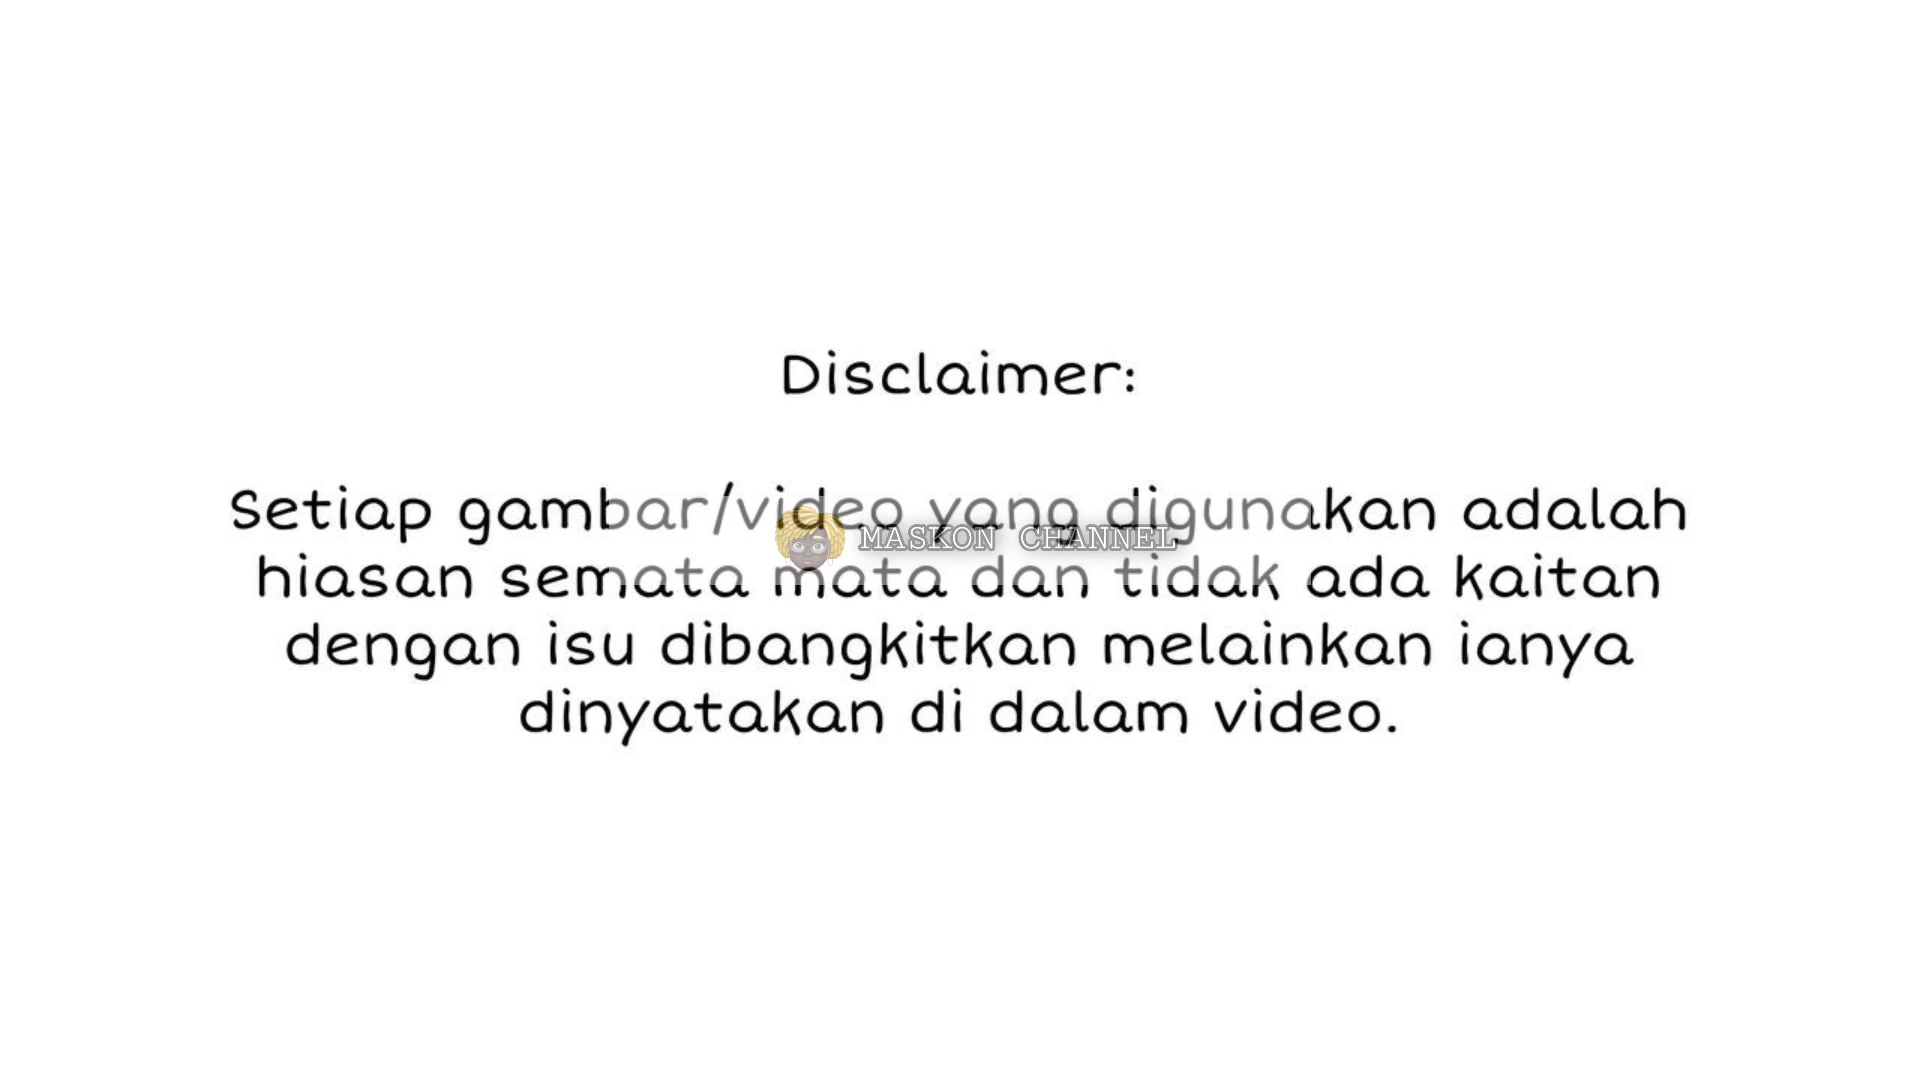 Disclaimer:
Setiap gambar/video yang digunakan adalah
MASKON CHANNEL
hiasan semata mata dan tidak ada kaitan
dengan isu dibangkitkan melainkan ianya
dinyatakan di dalam video.